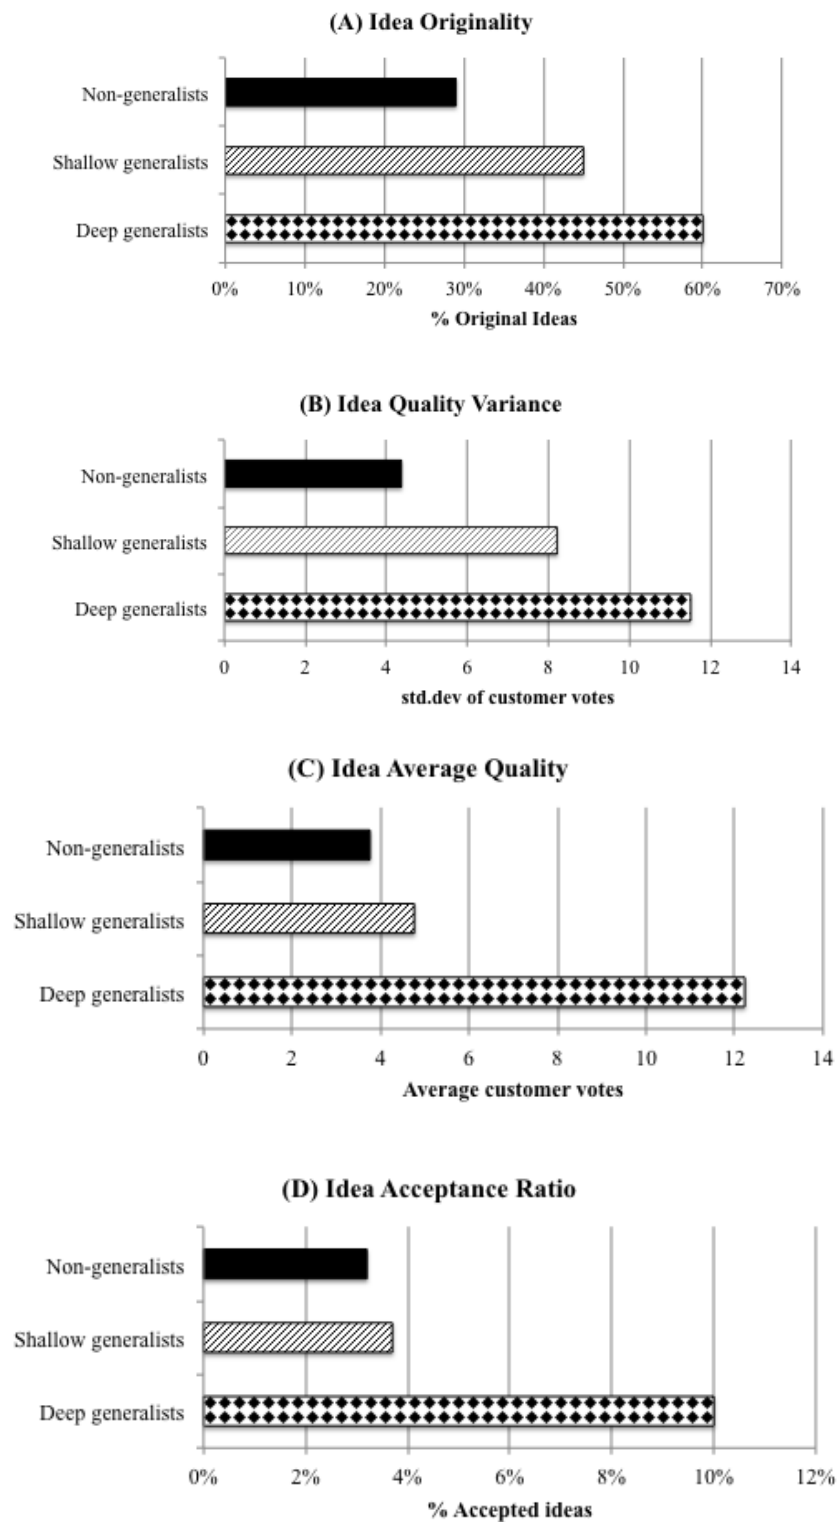 (A) Idea Originality
Non-generalists
Shallow generalists
Deep generalists
0% 10% 20% 30% 40% 50% 60% 70%
% Original Ideas
(B) Idea Quality Variance
Non-generalists
Shallow generalists
Deep generalists
0 2 4 6 8 10 12 14
std.dev of customer votes
(C) Idea Average Quality
Non-generalists
Shallow generalists
Deep generalists
0 2 4 6 8 10 12 14
Average customer votes
(D) Idea Acceptance Ratio
Non-generalists
Shallow generalists
Deep generalists
0% 2% 4% 6% 8% 10% 12%
% Accepted ideas